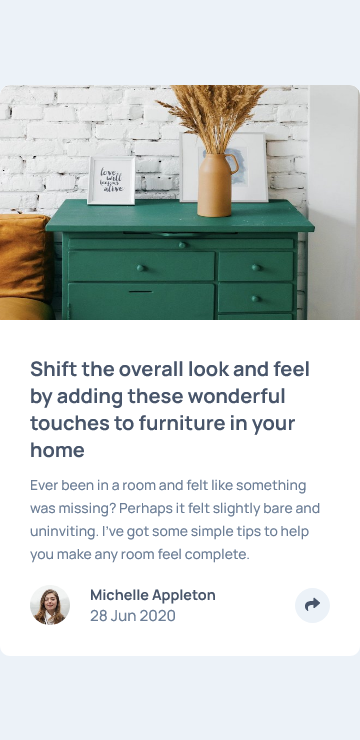 love
will
alive
Shift the overall look and feel
by adding these wonderful
touches to furniture in your
home
Ever been in a room and felt like something
was missing? Perhaps it felt slightly bare and
uninviting. I've got some simple tips to help
you make any room feel complete.
Michelle Appleton
28 Jun 2020